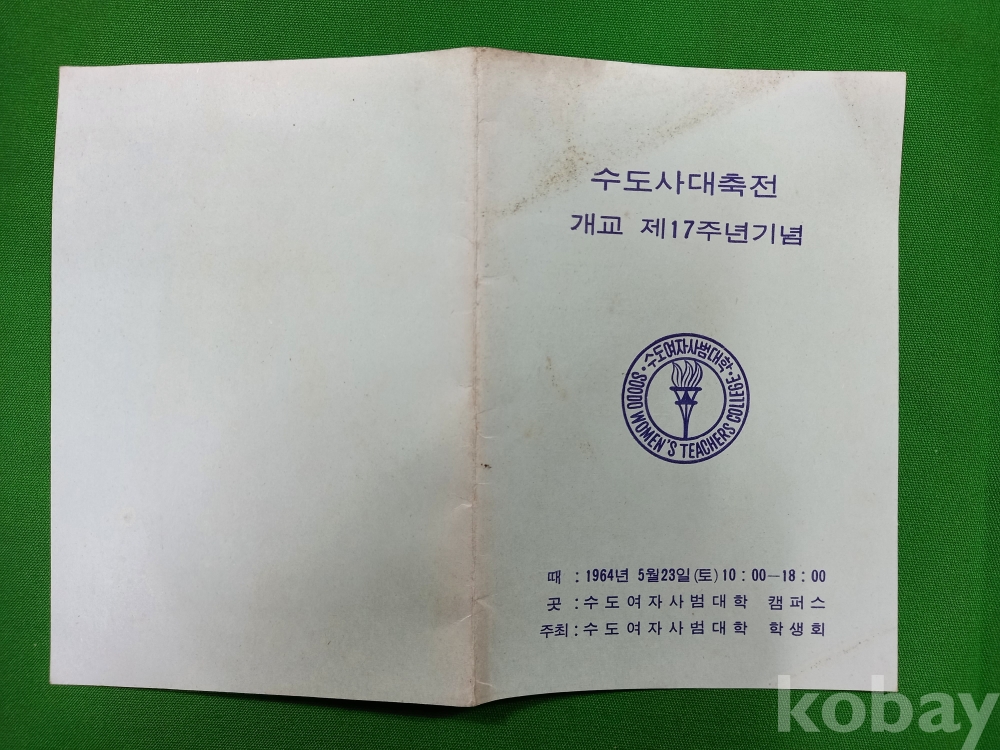 수도사대축전
개교 제17주년기념
· 수도여자사범대학 ·
SOODO WOMEN'S TEACHERS COLLEGE
때 : 1964년 5월23일(토)10 : 00-18 : 00
곳 : 수도여자사범대학 캠퍼스
주최 : 수도여자사범대학 학생회
kobay